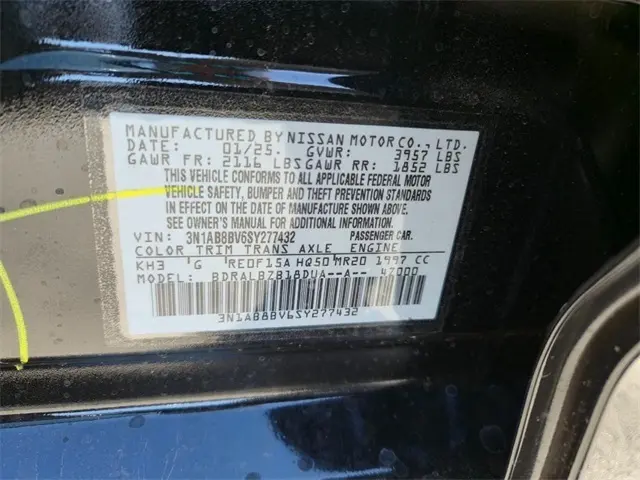 MANUFACTURED BY NISSAN MOTOR CO., LTD.
DATE: 01/25. GVWR: 3957 LBS
GAWR FR: 2116 LBS GAWR RR: 1852 LBS
THIS VEHICLE CONFORMS TO ALL APPLICABLE FEDERAL MOTOR
VEHICLE SAFETY, BUMPER AND THEFT PREVENTION STANDARDS
IN EFFECT ON THE DATE OF MANUFACTURE SHOWN ABOVE.
SEE OWNER'S MANUAL FOR ADDITIONAL INFORMATION.
VIN: 3N1AB8BV6SY277432 PASSENGER CAR.
COLOR TRIM TRANS AXLE ENGINE
KH3 'G 'RE0F15A HQ50'MR20 1997 CC
MODEL: BDRALBZB18DUA--A-- 47000
3N1AB8BV6SY277432